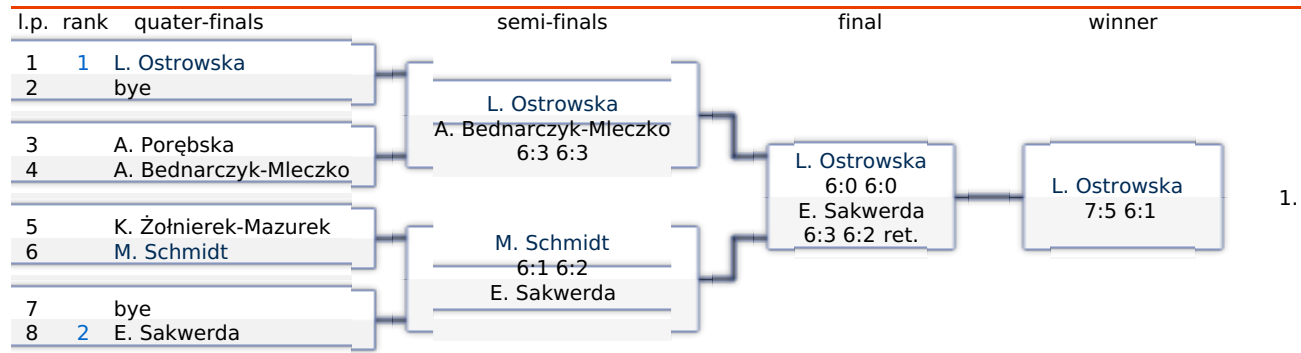 l.p. rank quater-finals semi-finals final winner
1 1 L. Ostrowska
2 bye
3 A. Porębska
4 A. Bednarczyk-Mleczko
5 K. Żołnierek-Mazurek
6 M. Schmidt
7 bye
8 2 E. Sakwerda
L. Ostrowska
A. Bednarczyk-Mleczko
6:3 6:3
M. Schmidt
6:1 6:2
E. Sakwerda
L. Ostrowska
6:0 6:0
E. Sakwerda
6:3 6:2 ret.
L. Ostrowska
7:5 6:1
1.